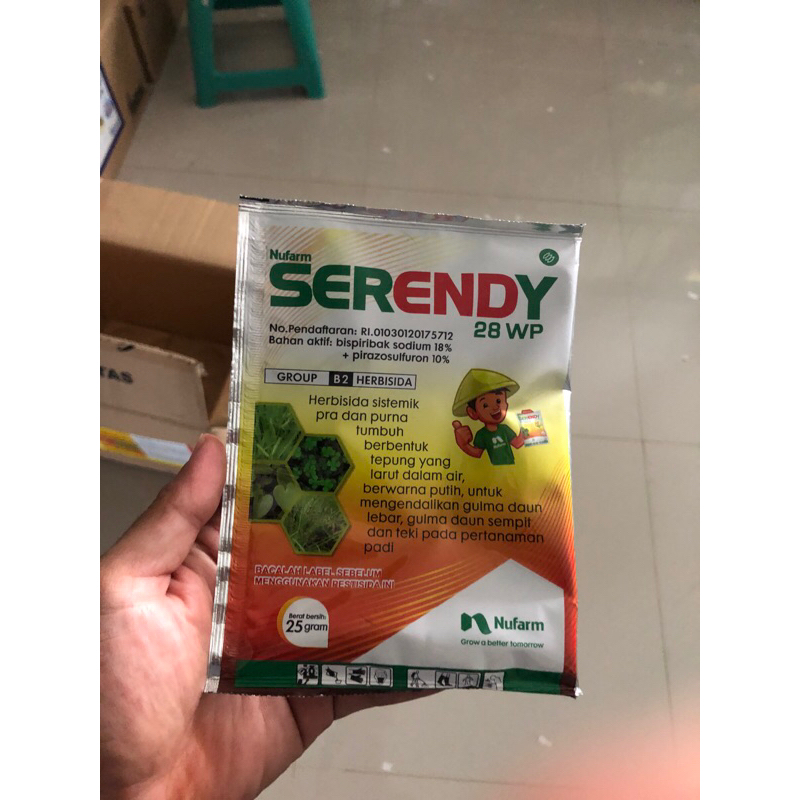 Nufarm
SERENDY
28 WP
No.Pendaftaran: RI.01030120175712
Bahan aktif: bispiribak sodium 18%
+ pirazosulfuron 10%
GROUP B2 HERBISIDA
Herbisida sistemik
pra dan purna
tumbuh
berbentuk
tepung yang
larut dalam air,
berwarna putih, untuk
mengendalikan gulma daun
lebar, gulma daun sempit
dan teki pada pertanaman
padi
SERENDY
BACALAH LABEL SEBELUM
MENGGUNAKAN PESTISIDA INI
Berat bersih:
25 gram
Nufarm
Grow a better tomorrow
TAS